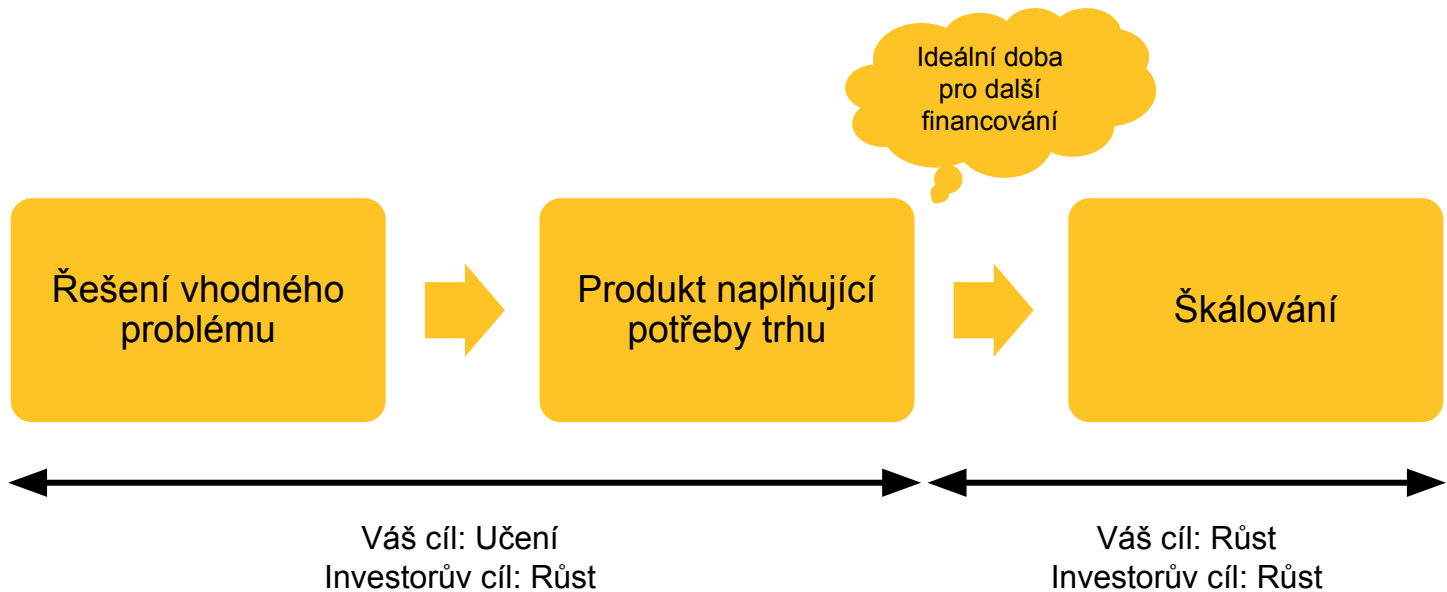 Ideální doba
pro další
financování
Řešení vhodného
problému
Produkt naplňující
potřeby trhu
Škálování
Váš cíl: Učení
Investorův cíl: Růst
Váš cíl: Růst
Investorův cíl: Růst